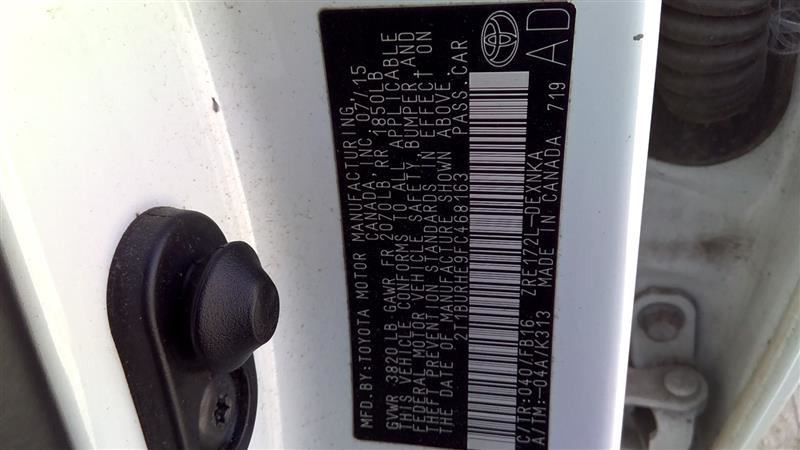 MFD.BY:TOYOTA MOTOR MANUFACTURING,
CANADA, INC. 07/15
GVWR 3820LB GAWR FR 2070LB RR 1850LB
THIS VEHICLE CONFORMS TO ALL APPLICABLE
FEDERAL MOTOR VEHICLE SAFETY, BUMPER, AND
THEFT PREVENTION STANDARDS IN EFFECT ON
THE DATE OF MANUFACTURE SHOWN ABOVE.
2T1BURHE9FC468163 PASS.CAR
C/TR:040/FB16 ZRE172L-DEXNKA
A/TM:-04A/K313 MADE IN CANADA 719
AD